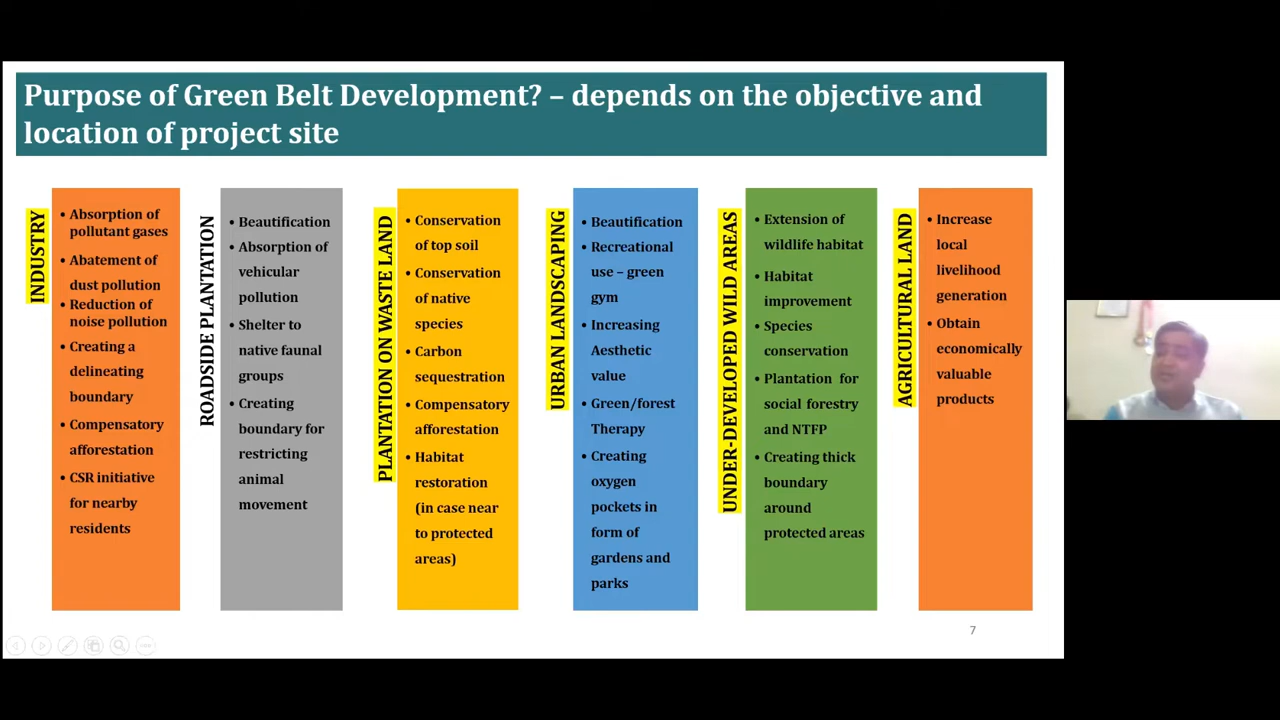 Purpose of Green Belt Development? – depends on the objective and
location of project site
INDUSTRY
• Absorption of
pollutant gases
• Abatement of
dust pollution
• Reduction of
noise pollution
• Creating a
delineating
boundary
• Compensatory
afforestation
• CSR initiative
for nearby
residents
ROADSIDE PLANTATION
• Beautification
• Absorption of
vehicular
pollution
• Shelter to
native faunal
groups
• Creating
boundary for
restricting
animal
movement
PLANTATION ON WASTE LAND
• Conservation
of top soil
• Conservation
of native
species
• Carbon
sequestration
• Compensatory
afforestation
• Habitat
restoration
(in case near
to protected
areas)
URBAN LANDSCAPING
• Beautification
• Recreational
use – green
gym
• Increasing
Aesthetic
value
• Green/forest
Therapy
• Creating
oxygen
pockets in
form of
gardens and
parks
UNDER-DEVELOPED WILD AREAS
• Extension of
wildlife habitat
• Habitat
improvement
• Species
conservation
• Plantation for
social forestry
and NTFP
• Creating thick
boundary
around
protected areas
AGRICULTURAL LAND
• Increase
local
livelihood
generation
• Obtain
economically
valuable
products
7